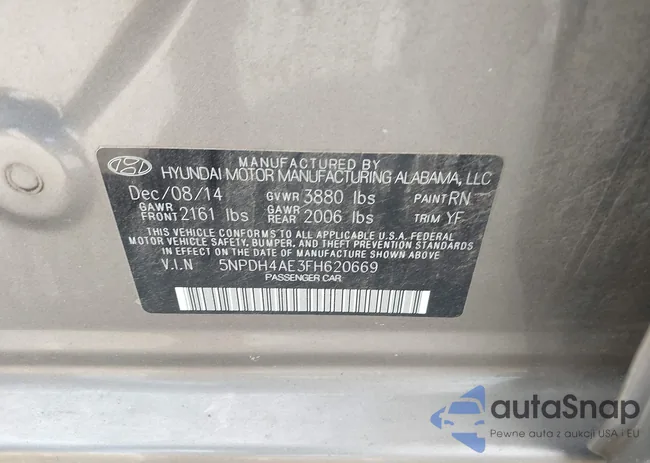 MANUFACTURED BY
HYUNDAI MOTOR MANUFACTURING ALABAMA, LLC
Dec/08/14 GVWR 3880 lbs PAINT RN
GAWR FRONT 2161 lbs GAWR REAR 2006 lbs TRIM YF
THIS VEHICLE CONFORMS TO ALL APPLICABLE U.S.A. FEDERAL
MOTOR VEHICLE SAFETY, BUMPER, AND THEFT PREVENTION STANDARDS
IN EFFECT ON THE DATE OF MANUFACTURE SHOWN ABOVE.
V.I.N 5NPDH4AE3FH620669
PASSENGER CAR
autaSnap
Pewne auta z aukcji USA i EU